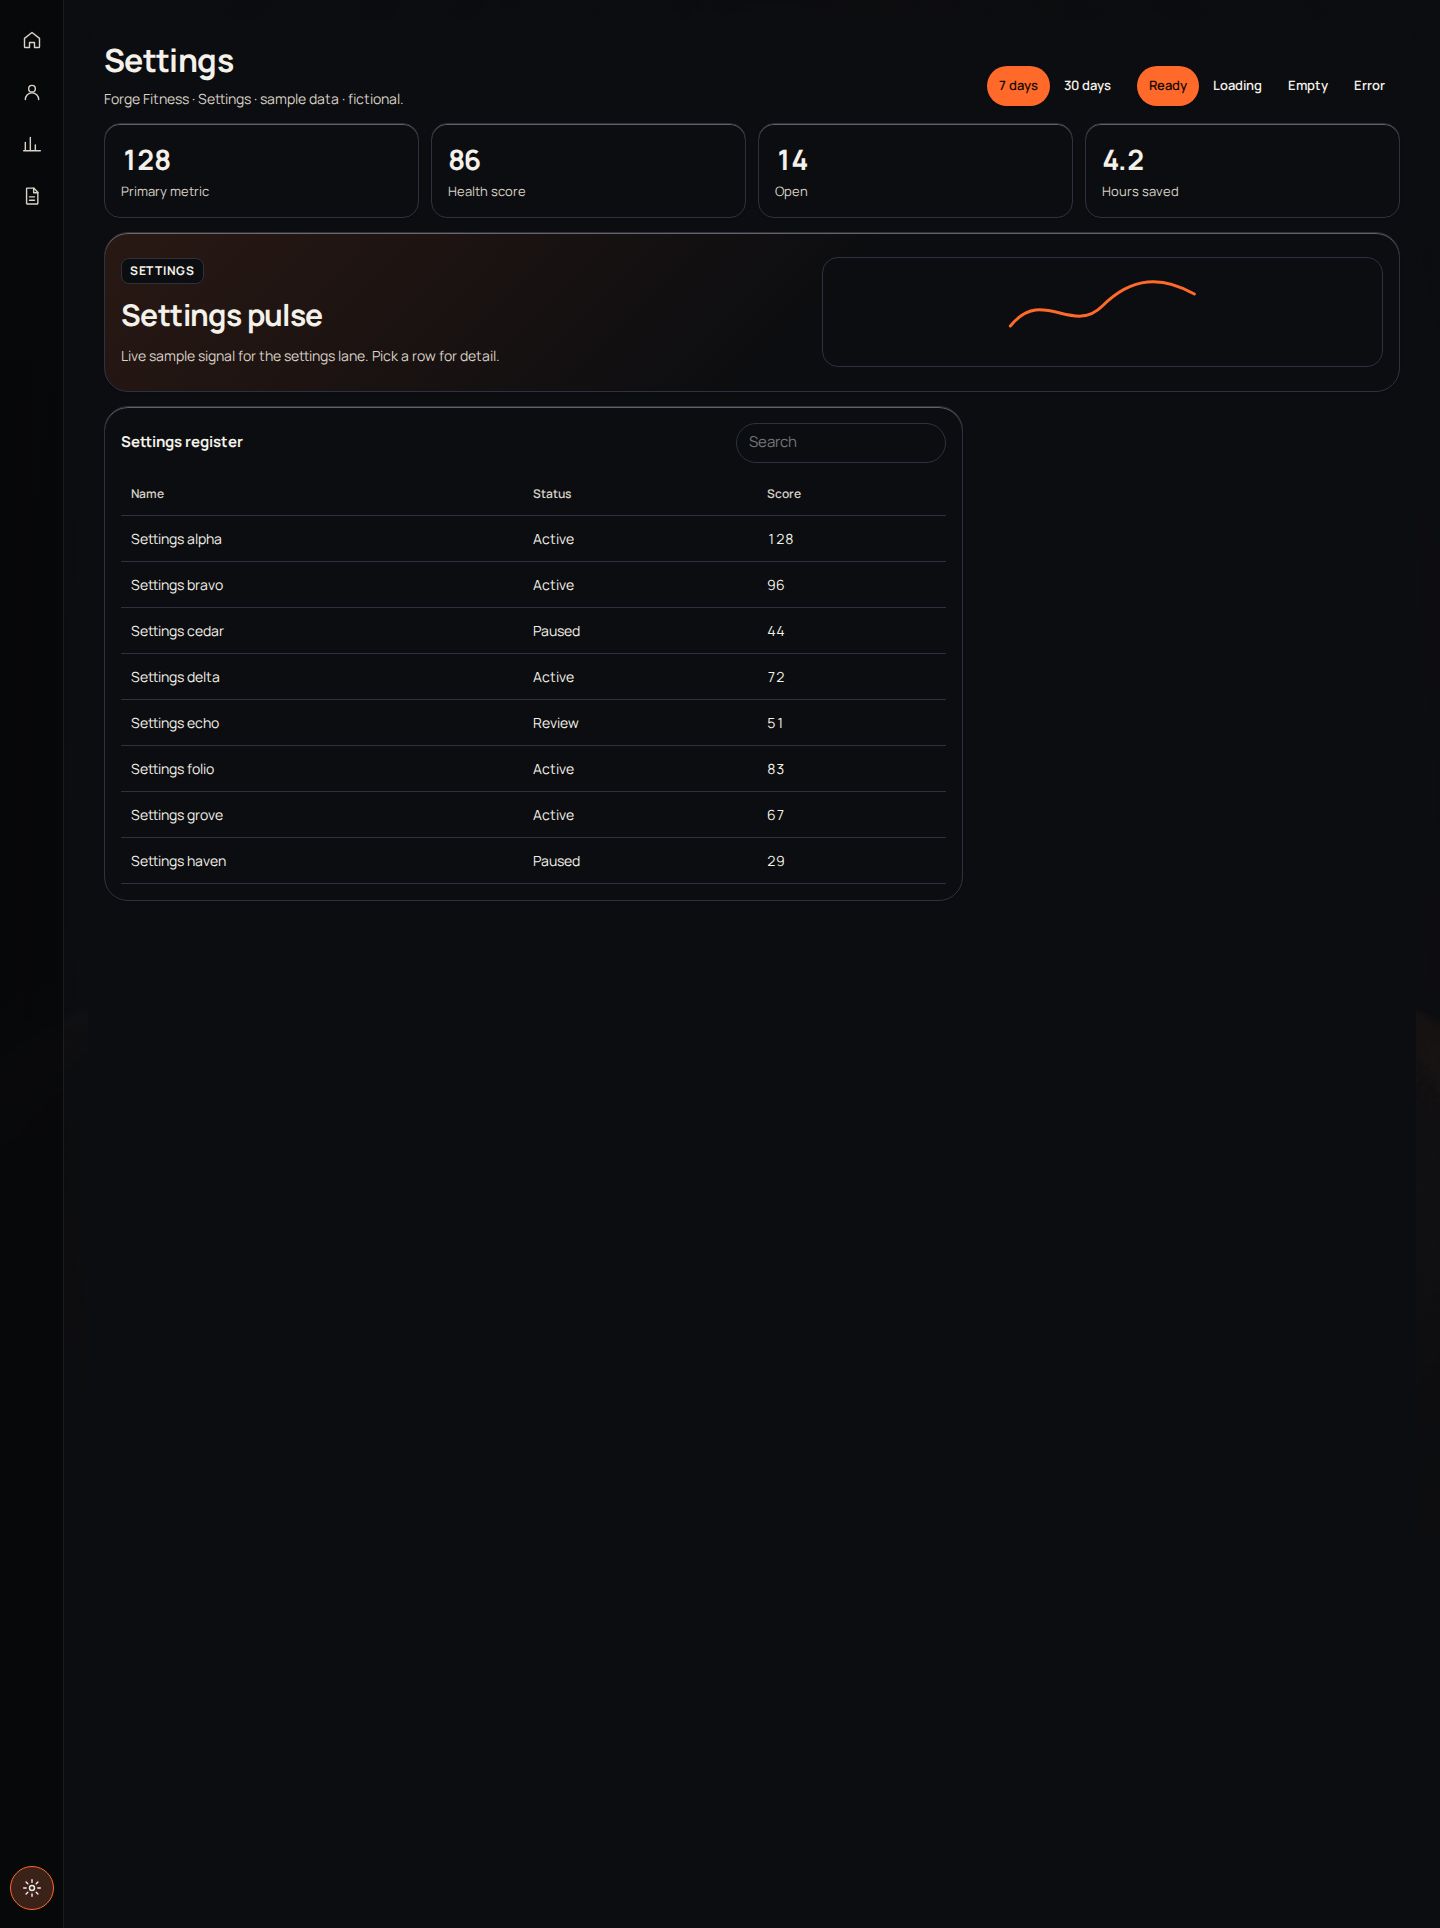 Settings
Forge Fitness · Settings · sample data · fictional.
7 days
30 days
Ready
Loading
Empty
Error
128
Primary metric
86
Health score
14
Open
4.2
Hours saved
SETTINGS
Settings pulse
Live sample signal for the settings lane. Pick a row for detail.
Settings register
Search
Name Status Score
Settings alpha Active 128
Settings bravo Active 96
Settings cedar Paused 44
Settings delta Active 72
Settings echo Review 51
Settings folio Active 83
Settings grove Active 67
Settings haven Paused 29